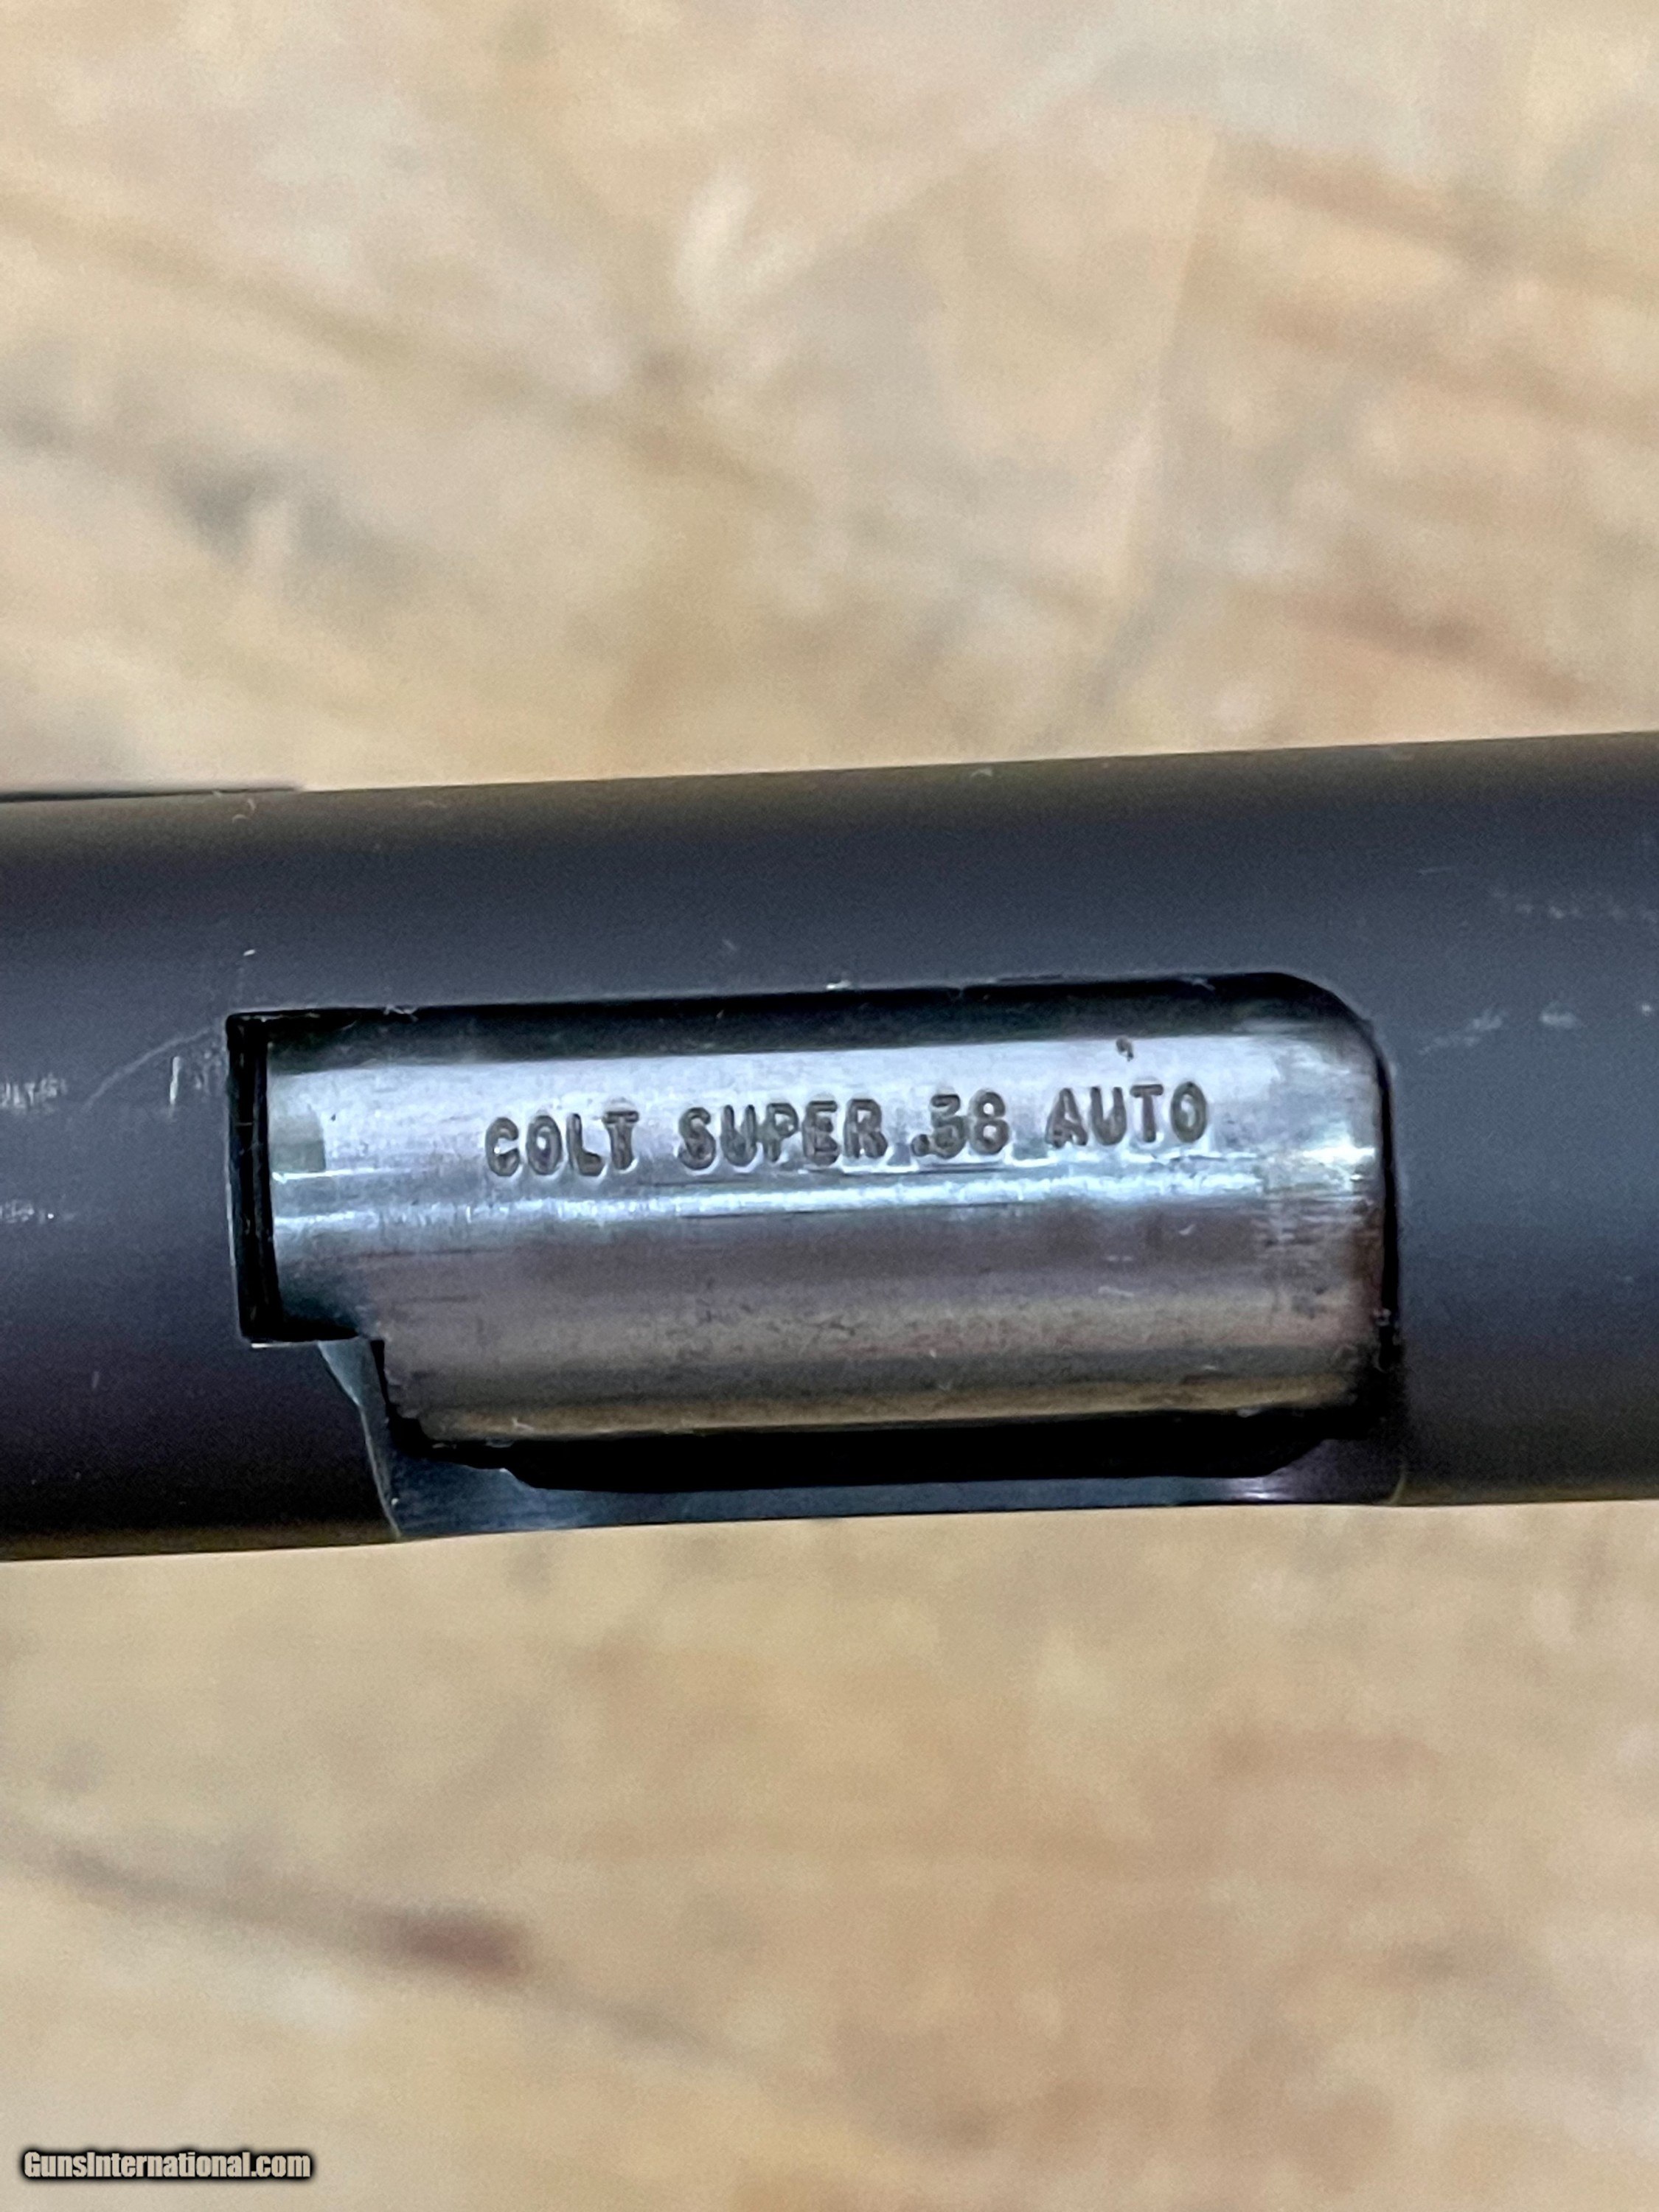 COLT SUPER .38 AUTO
GunsInternational.com